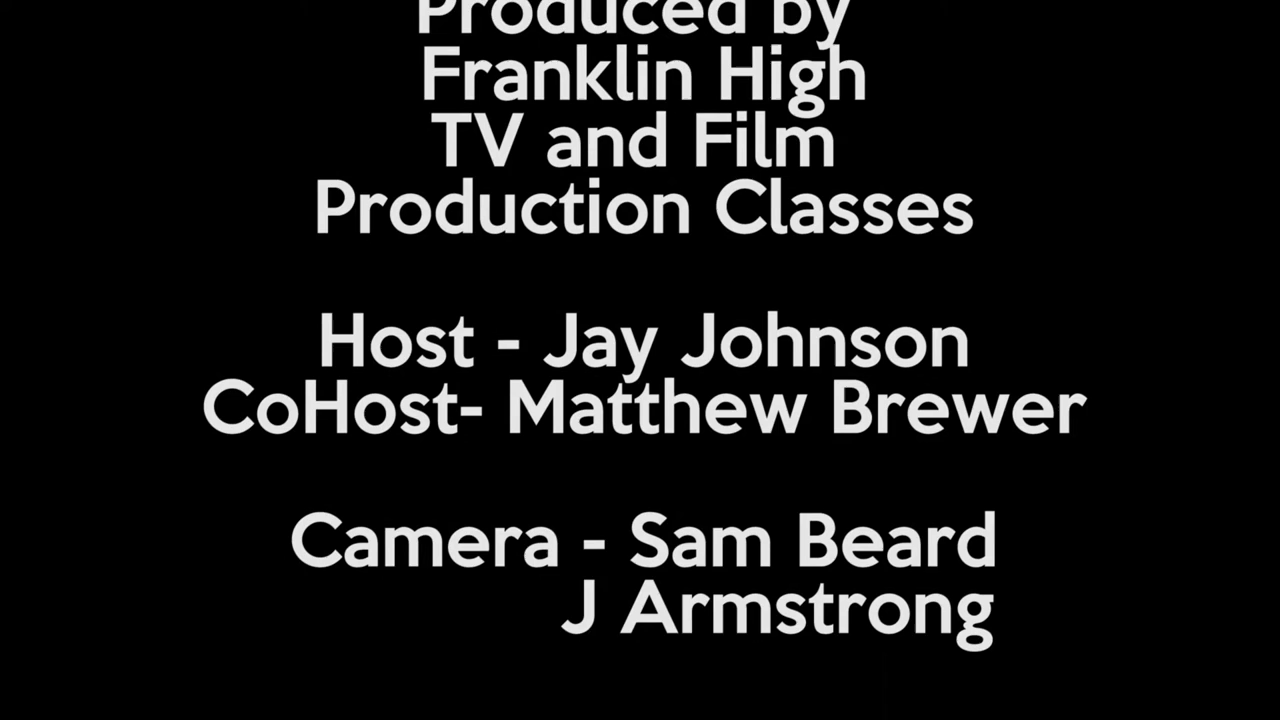 Produced by
Franklin High
TV and Film
Production Classes
Host - Jay Johnson
CoHost- Matthew Brewer
Camera - Sam Beard
J Armstrong